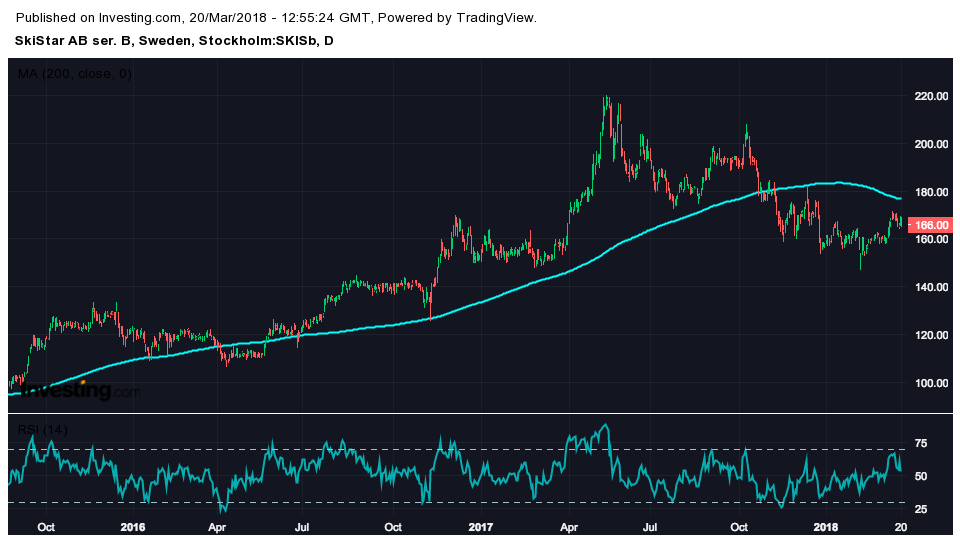 Published on Investing.com, 20/Mar/2018 - 12:55:24 GMT, Powered by TradingView.
SkiStar AB ser. B, Sweden, Stockholm:SKISb, D
MA (200, close, 0)
220.00
200.00
180.00
166.00
160.00
140.00
120.00
100.00
Investing.com
RSI (14)
75
50
25
Oct 2016 Apr Jul Oct 2017 Apr Jul Oct 2018 20